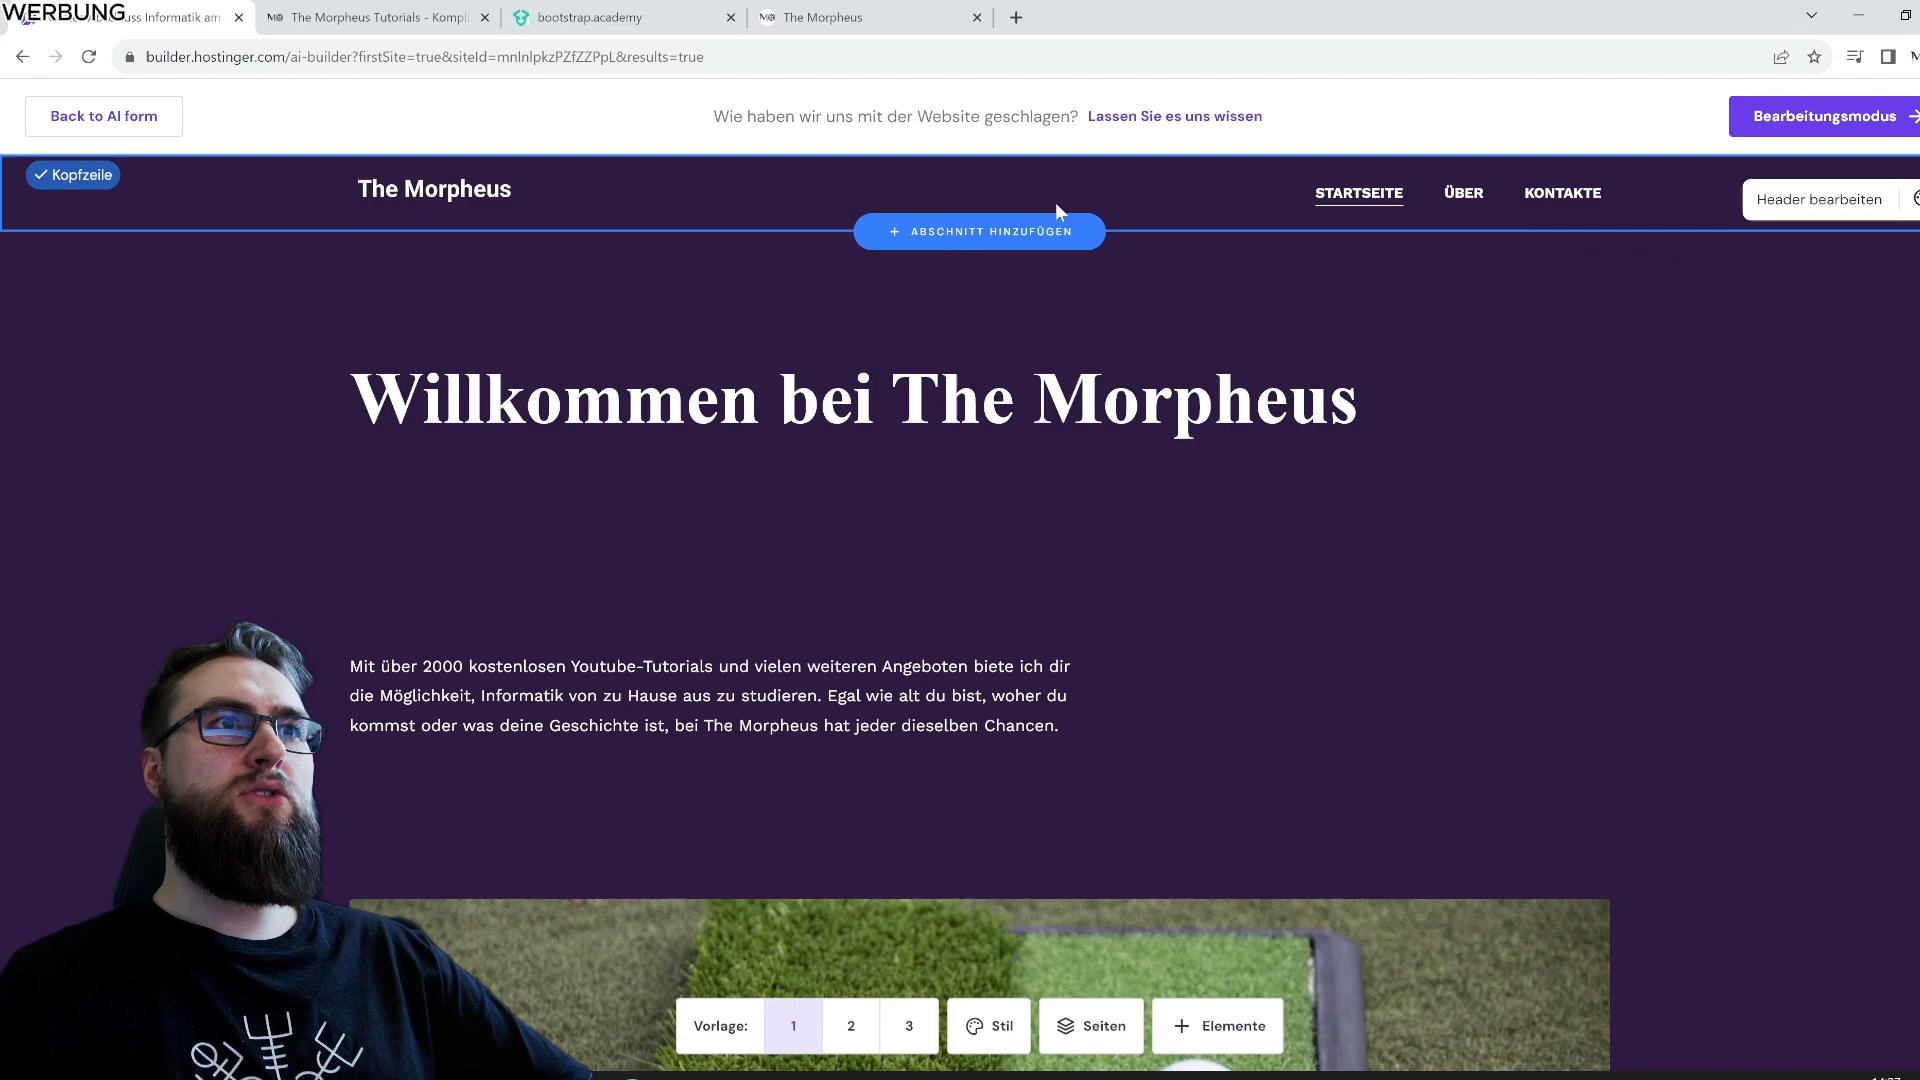 WERBUNG
uss Informatik am
The Morpheus Tutorials - Kompl
bootstrap.academy
The Morpheus
builder.hostinger.com/ai-builder?firstSite=true&siteId=mnlnlpkzPZfZZPpL&results=true
Back to AI form
Wie haben wir uns mit der Website geschlagen? Lassen Sie es uns wissen
Bearbeitungsmodus
Kopfzeile
The Morpheus
STARTSEITE
ÜBER
KONTAKTE
Header bearbeiten
+ ABSCHNITT HINZUFÜGEN
Willkommen bei The Morpheus
Mit über 2000 kostenlosen Youtube-Tutorials und vielen weiteren Angeboten biete ich dir
die Möglichkeit, Informatik von zu Hause aus zu studieren. Egal wie alt du bist, woher du
kommst oder was deine Geschichte ist, bei The Morpheus hat jeder dieselben Chancen.
Vorlage:
1
2
3
Stil
Seiten
+ Elemente